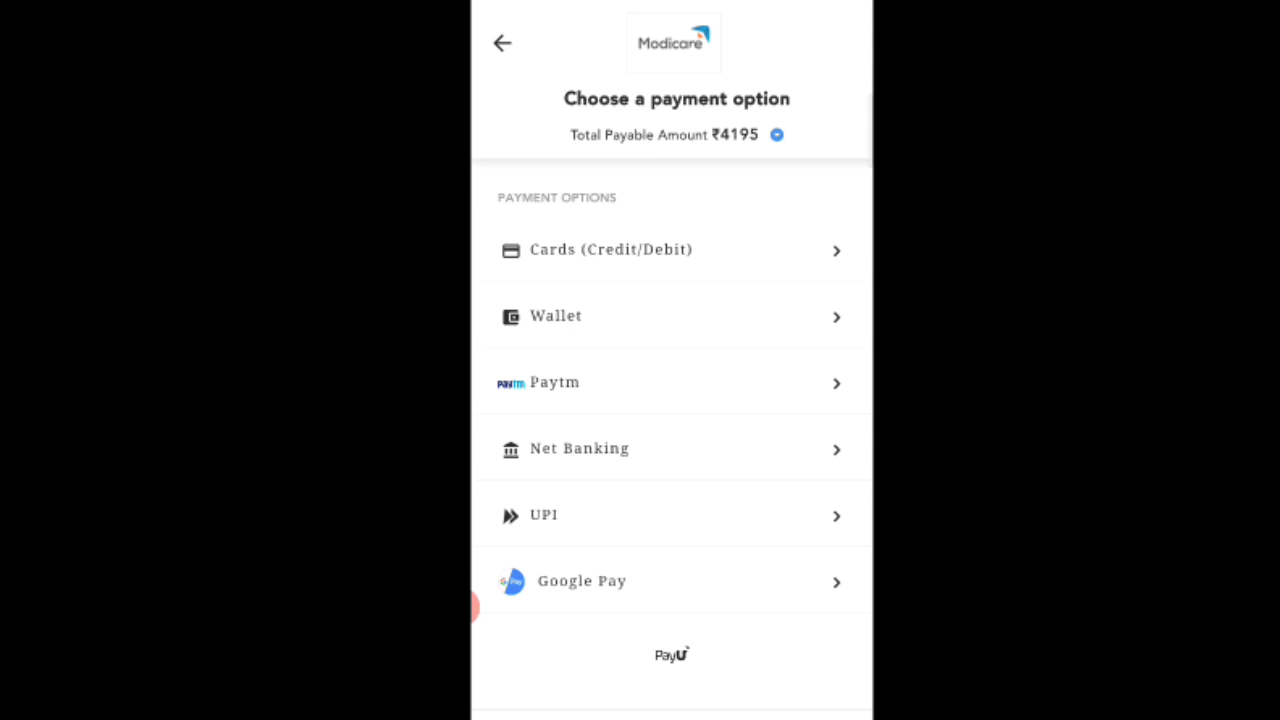 Modicare
Choose a payment option
Total Payable Amount ₹4195
PAYMENT OPTIONS
Cards (Credit/Debit)
Wallet
Paytm Paytm
Net Banking
UPI
G Pay Google Pay
PayU